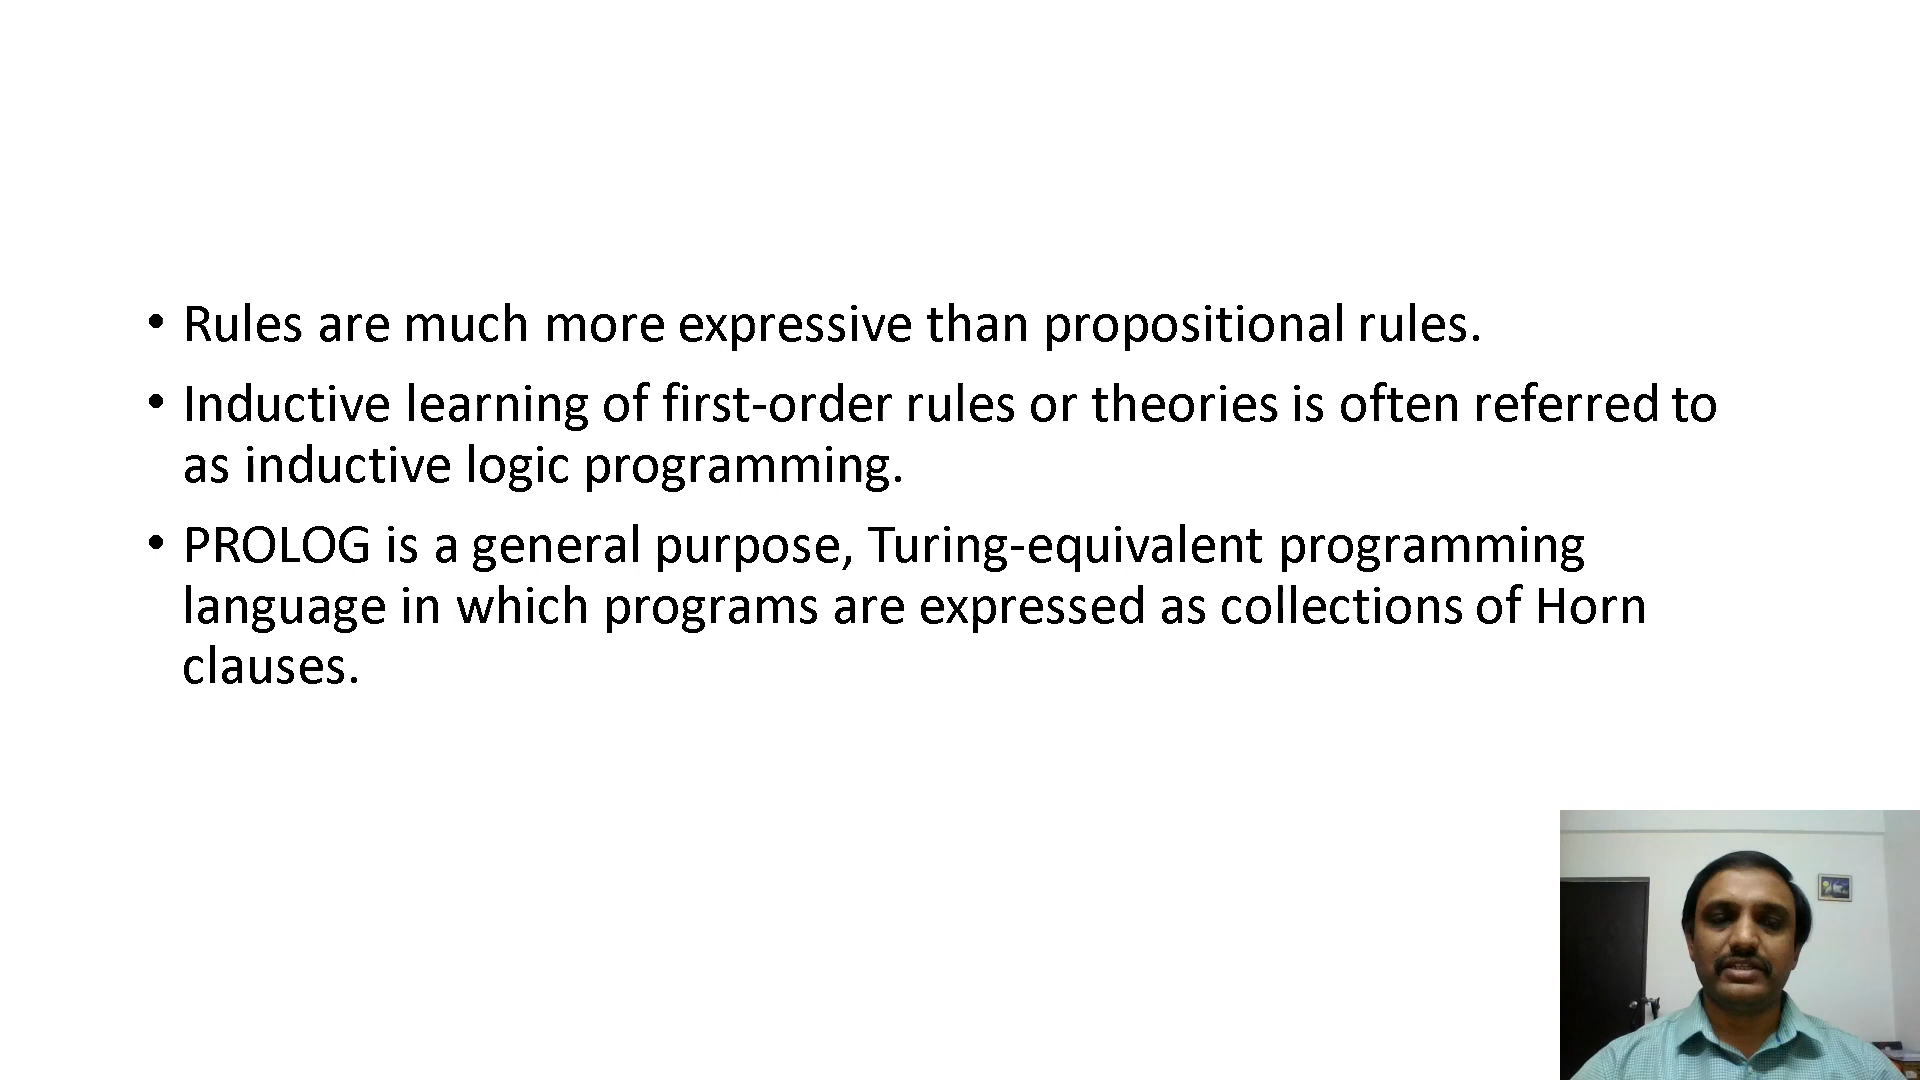 • Rules are much more expressive than propositional rules.
• Inductive learning of first-order rules or theories is often referred to
as inductive logic programming.
• PROLOG is a general purpose, Turing-equivalent programming
language in which programs are expressed as collections of Horn
clauses.